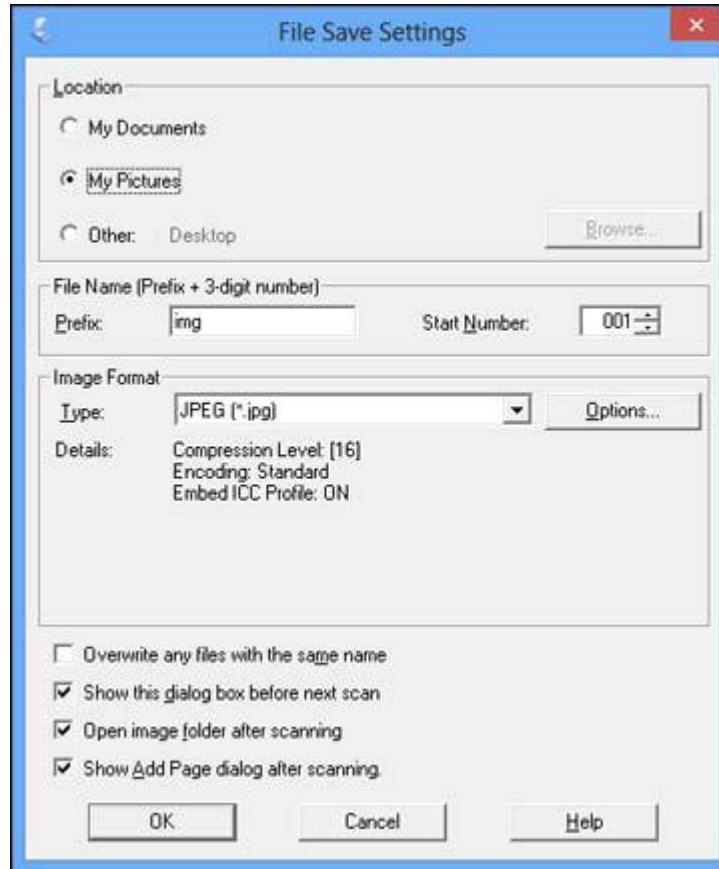 File Save Settings
Location
My Documents
My Pictures
Other: Desktop Browse...
File Name (Prefix + 3-digit number)
Prefix: img Start Number: 001
Image Format
Type: JPEG (*.jpg) Options...
Details: Compression Level: [16]
Encoding: Standard
Embed ICC Profile: ON
Overwrite any files with the same name
Show this dialog box before next scan
Open image folder after scanning
Show Add Page dialog after scanning.
OK Cancel Help